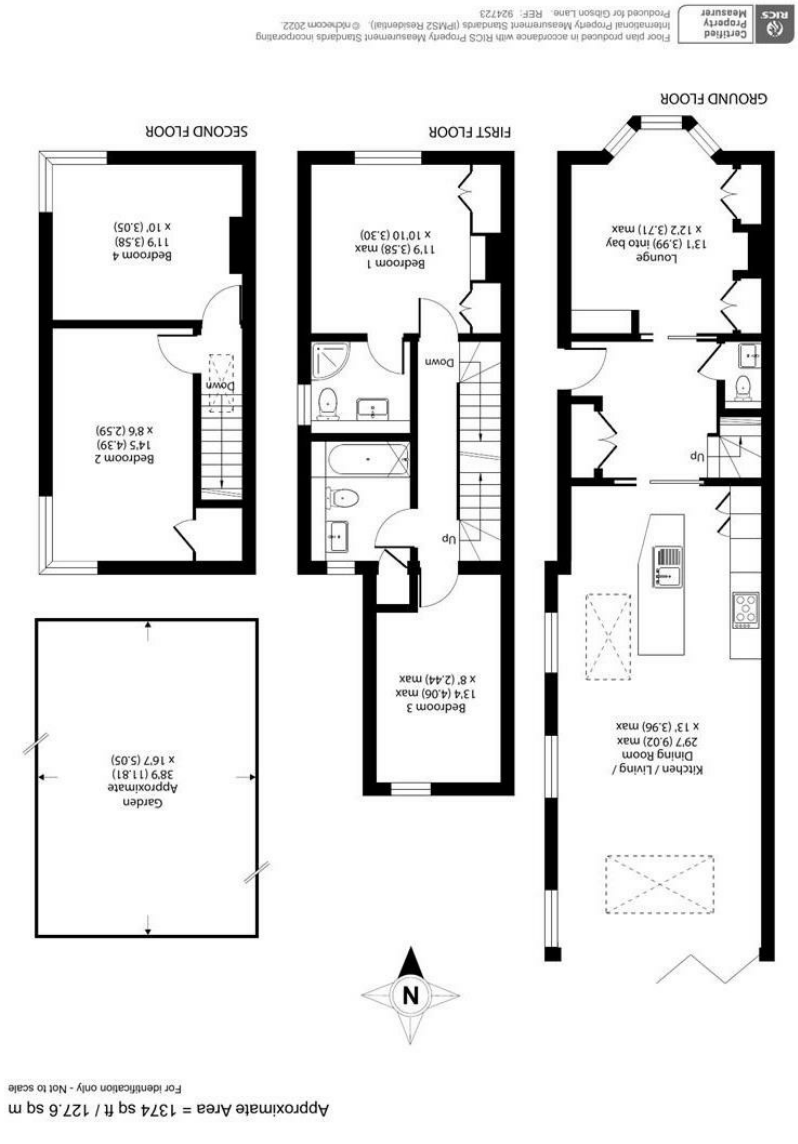 Approximate Area = 1374 sq ft / 127.6 sq m
For identification only - Not to scale
N
Kitchen / Living /
Dining Room
29'7 (9.02) max
x 13' (3.96) max
Up
Lounge
13'1 (3.99) into bay
x 12'2 (3.71) max
GROUND FLOOR
Bedroom 3
13'4 (4.06) max
x 8' (2.44) max
Up
Down
Bedroom 1
11'9 (3.58) max
x 10'10 (3.30)
FIRST FLOOR
Garden
Approximate
38'9 (11.81)
x 16'7 (5.05)
Bedroom 2
14'5 (4.39)
x 8'6 (2.59)
Down
Bedroom 4
11'9 (3.58)
x 10' (3.05)
SECOND FLOOR
RICS
Certified
Property
Measurer
Floor plan produced in accordance with RICS Property Measurement Standards incorporating
International Property Measurement Standards (IPMS2 Residential). © nichecom 2022.
Produced for Gibson Lane. REF: 924723